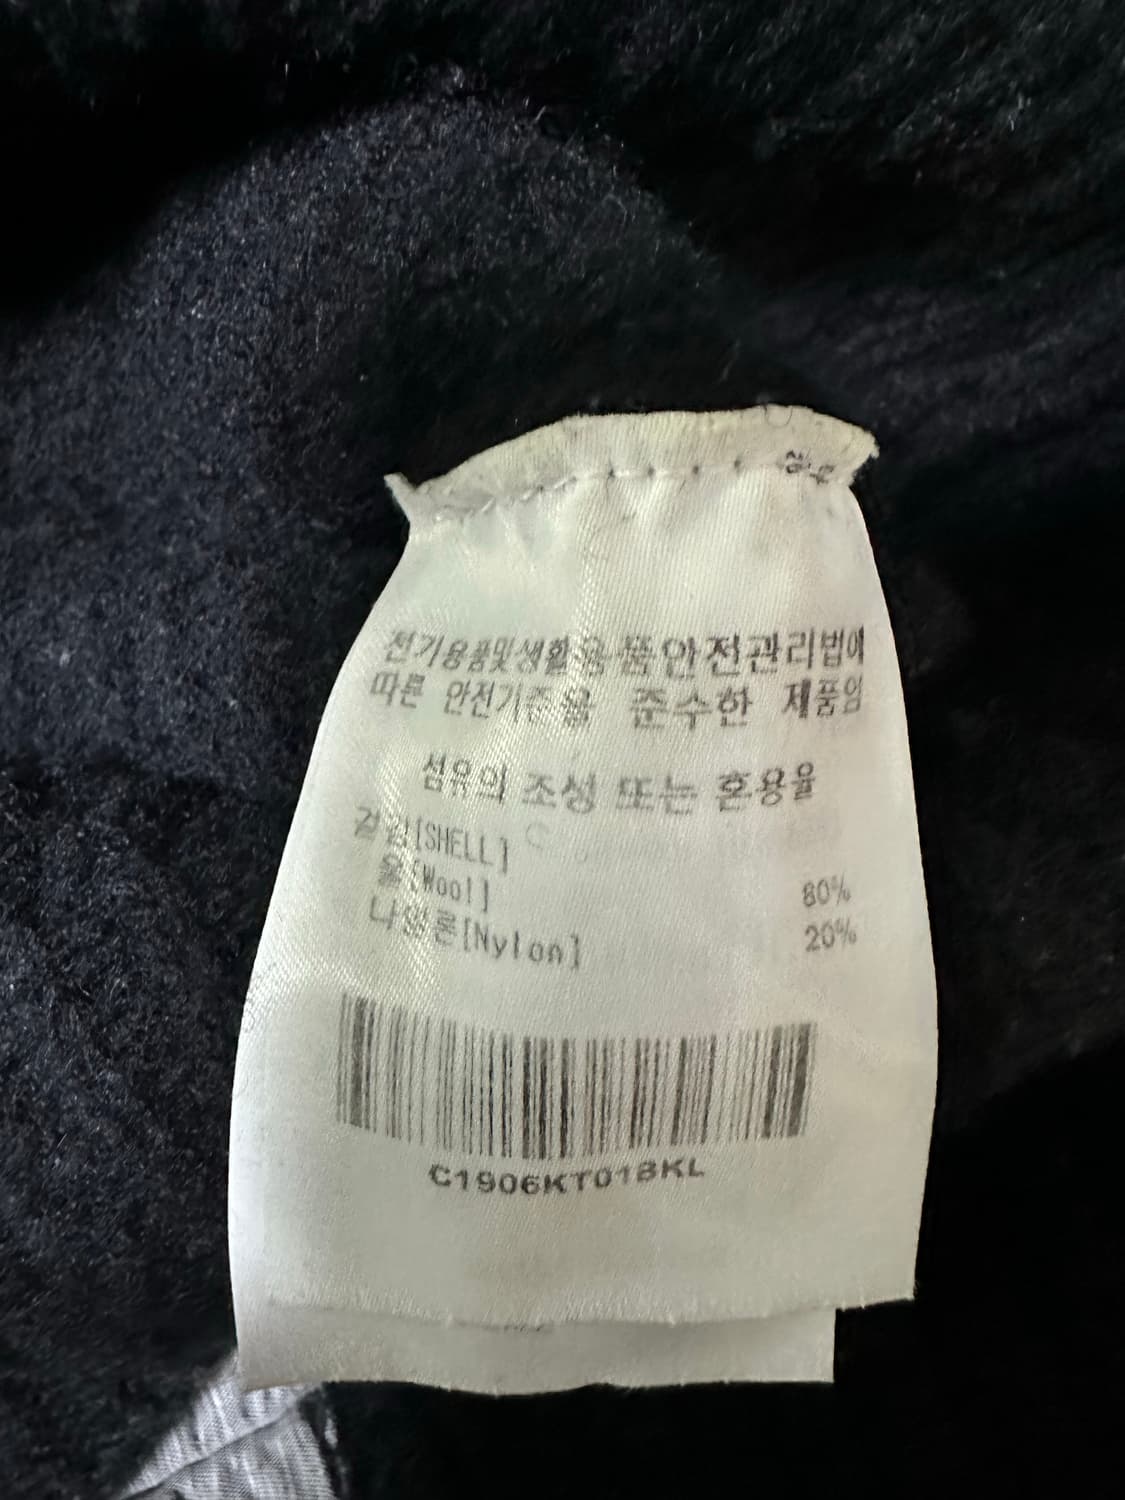 전기용품및생활용품안전관리법에
따른 안전기준을 준수한 제품임
섬유의 조성 또는 혼용율
겉감[SHELL]
울[Wool] 80%
나일론[Nylon] 20%
C1906KT01BKL